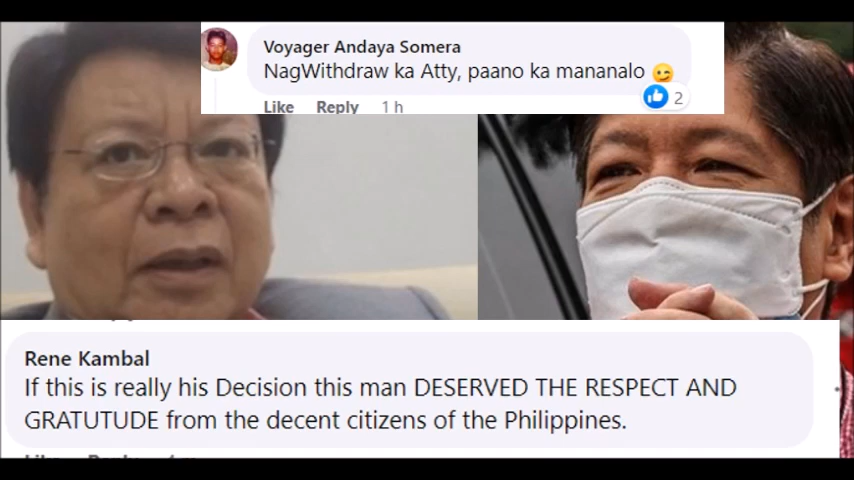 Voyager Andaya Somera
NagWithdraw ka Atty, paano ka mananalo 😉
Like Reply 1 h
2
Rene Kambal
If this is really his Decision this man DESERVED THE RESPECT AND
GRATUTUDE from the decent citizens of the Philippines.